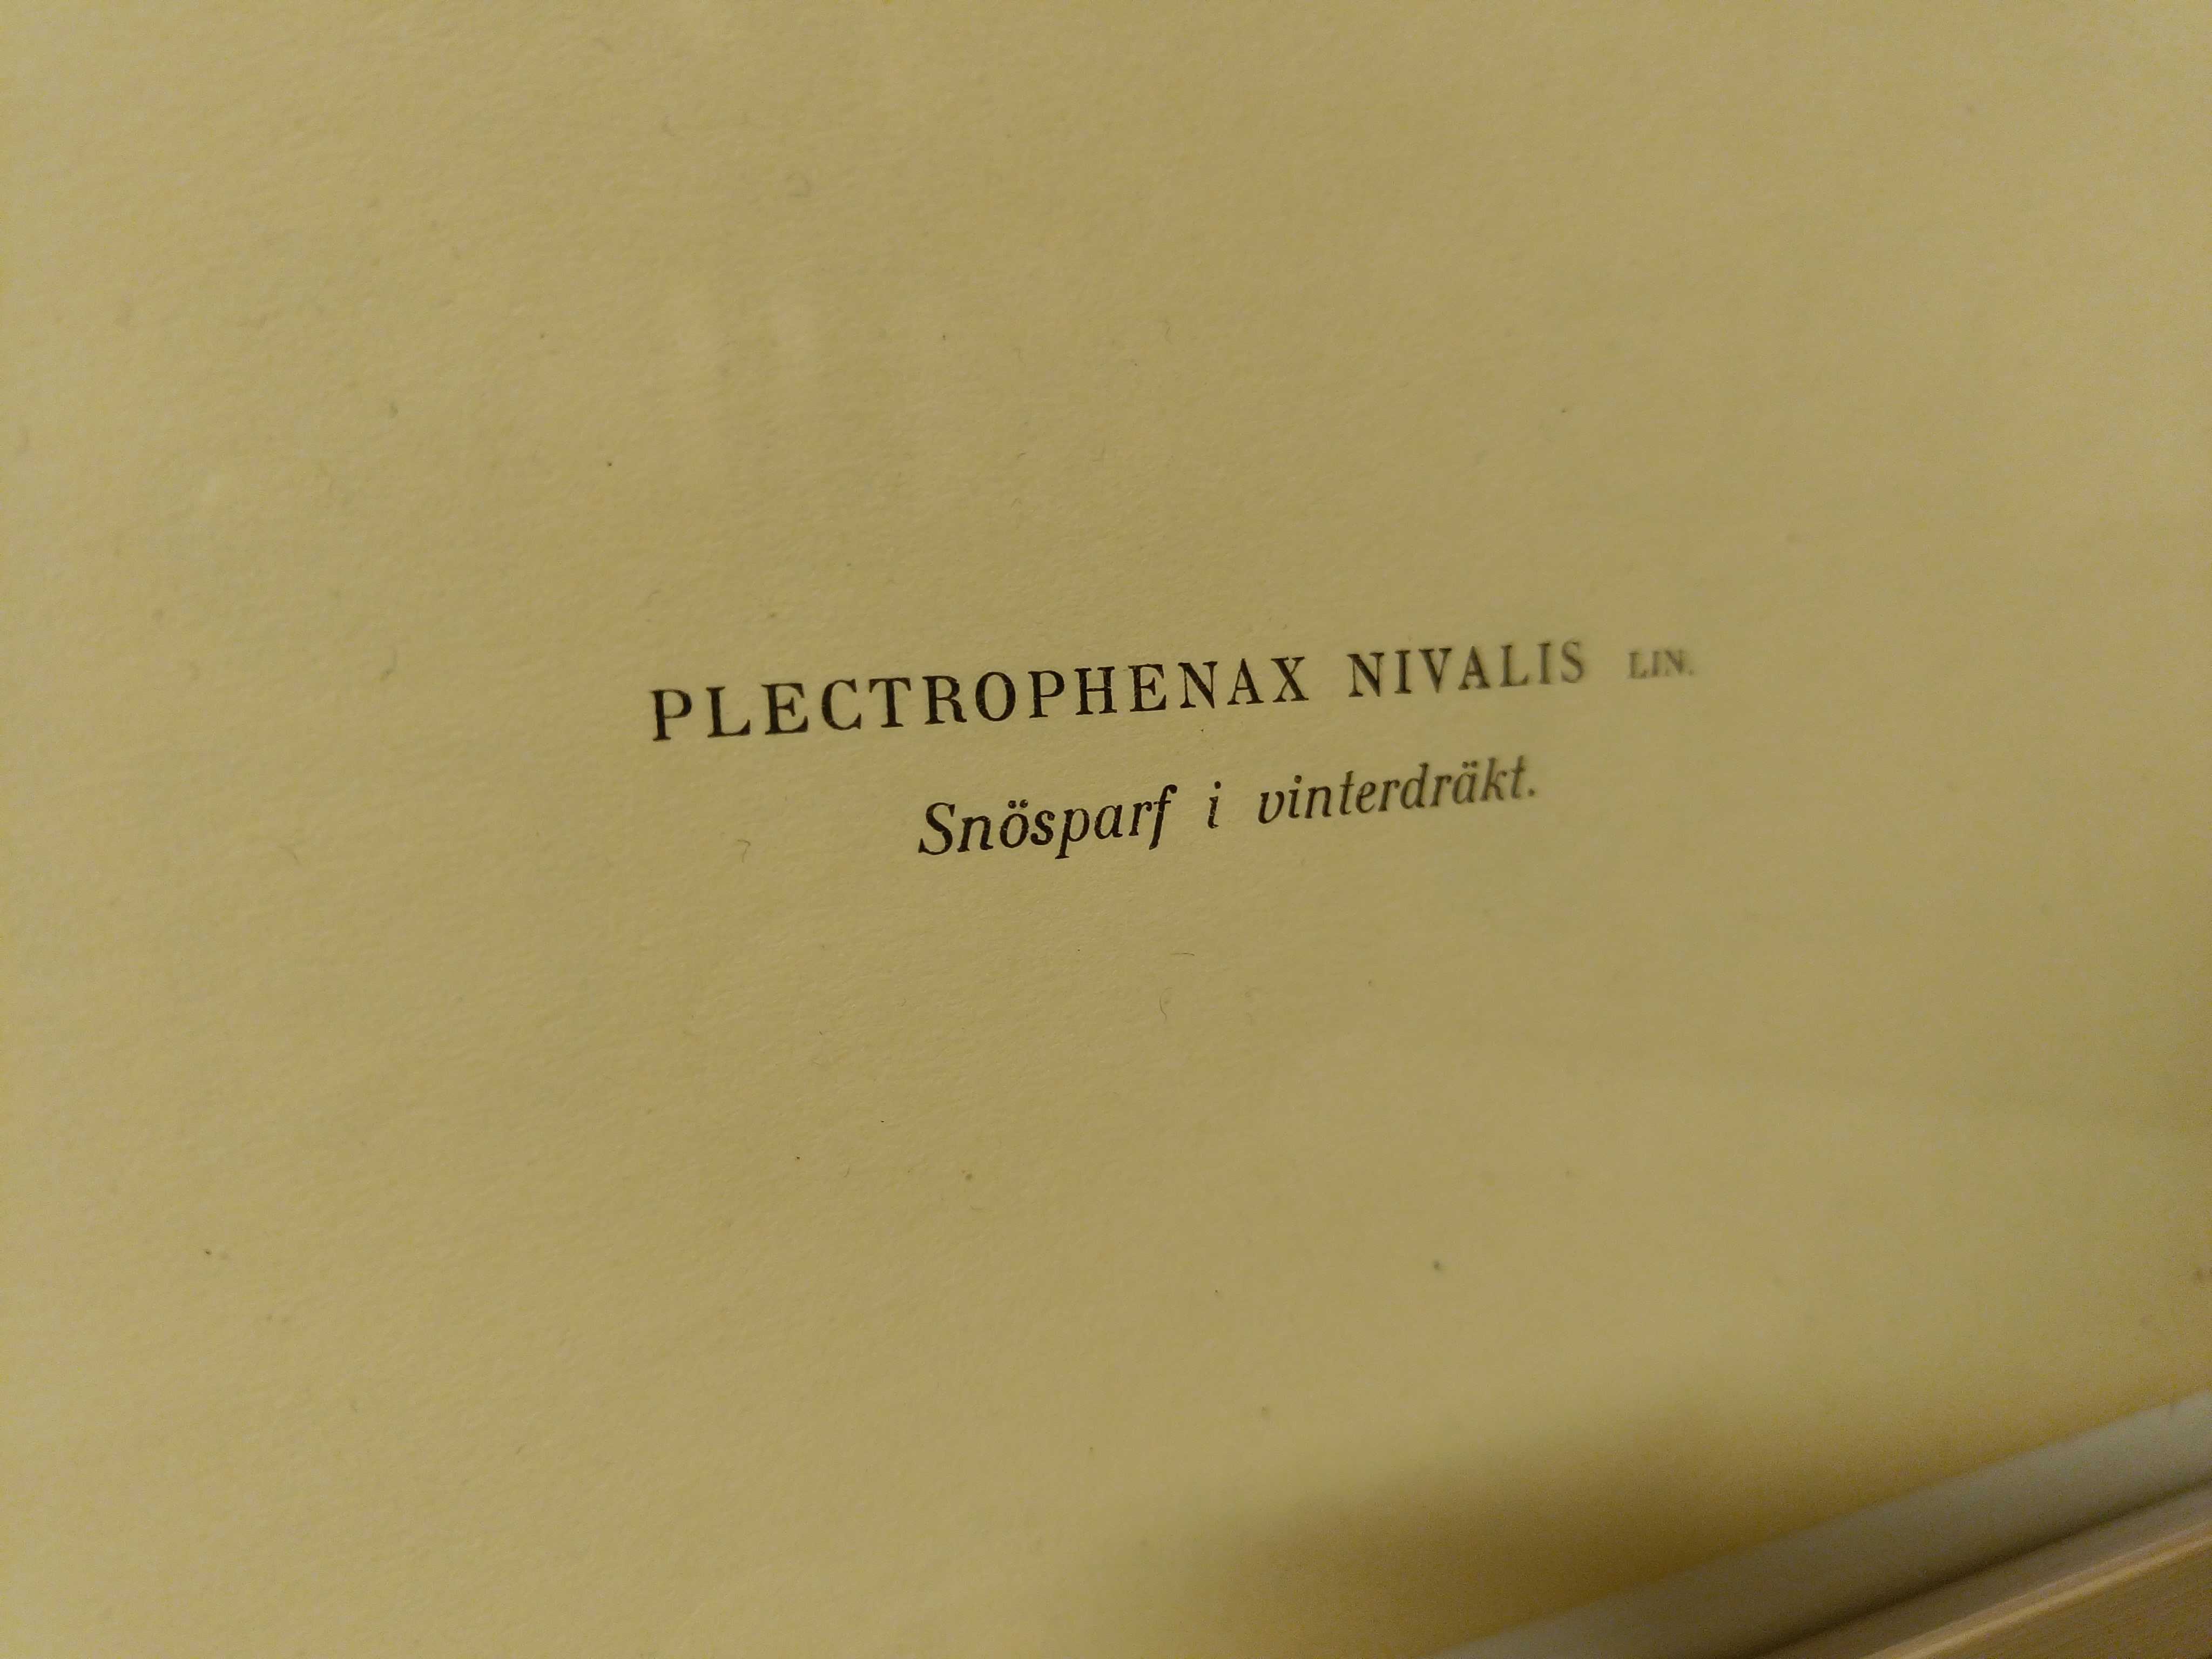 PLECTROPHENAX NIVALIS LIN.
Snösparf i vinterdräkt.